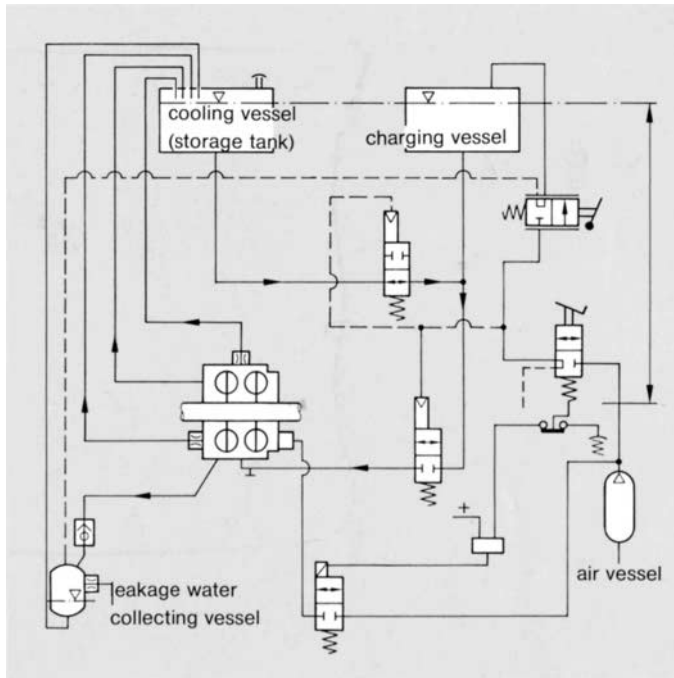 cooling vessel
(storage tank)
charging vessel
+
air vessel
leakage water
collecting vessel